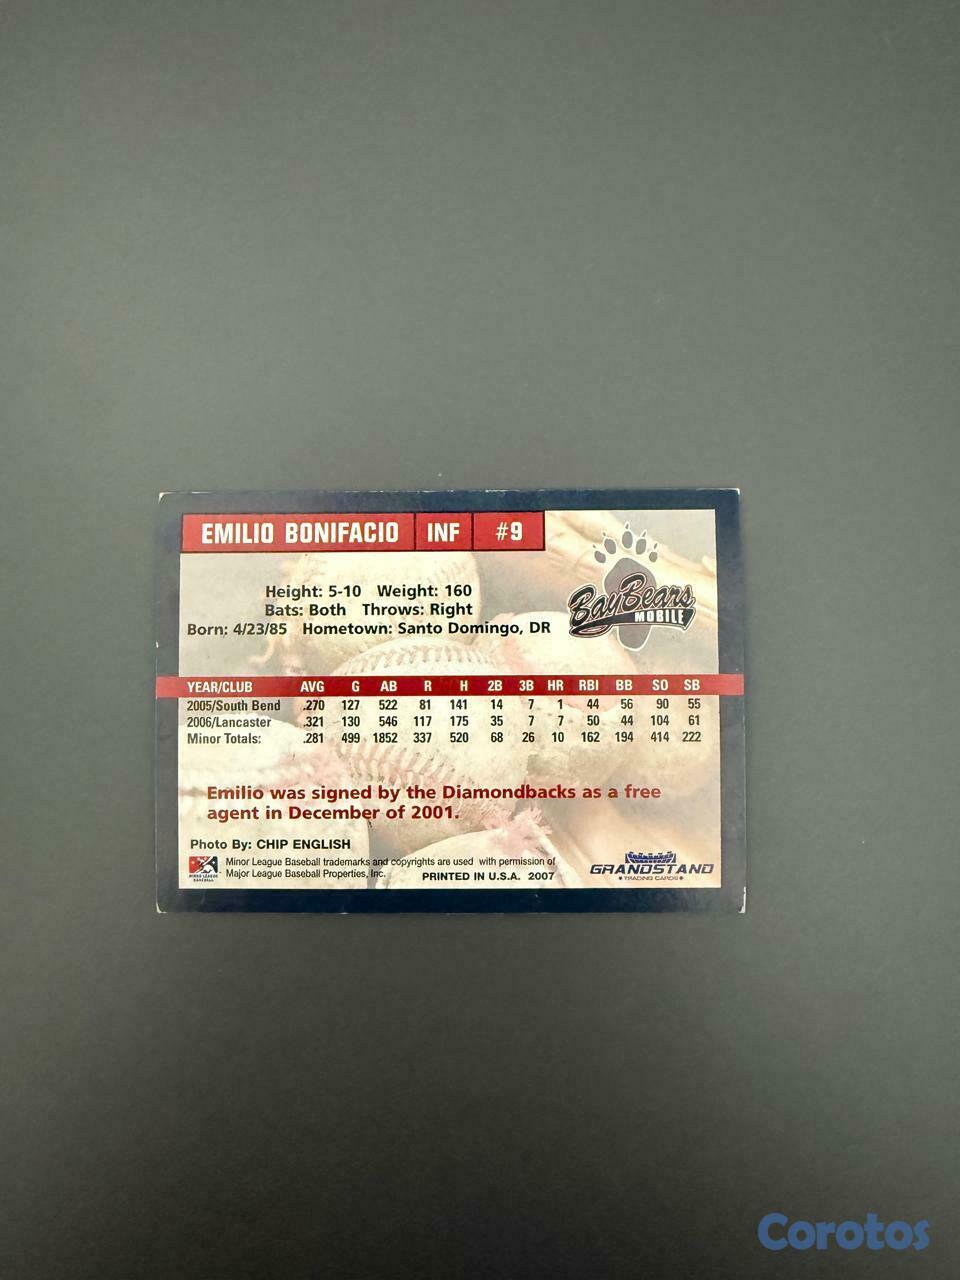 EMILIO BONIFACIO INF #9
BayBears
MOBILE
Height: 5-10 Weight: 160
Bats: Both Throws: Right
Born: 4/23/85 Hometown: Santo Domingo, DR
YEAR/CLUB AVG G AB R H 2B 3B HR RBI BB SO SB
2005/South Bend .270 127 522 81 141 14 7 1 44 56 90 55
2006/Lancaster .321 130 546 117 175 35 7 7 50 44 104 61
Minor Totals: .281 499 1852 337 520 68 26 10 162 194 414 222
Emilio was signed by the Diamondbacks as a free
agent in December of 2001.
Photo By: CHIP ENGLISH
MINOR LEAGUE
BASEBALL
Minor League Baseball trademarks and copyrights are used with permission of
Major League Baseball Properties, Inc.
PRINTED IN U.S.A. 2007
GRANDSTAND
TRADING CARDS
Corotos